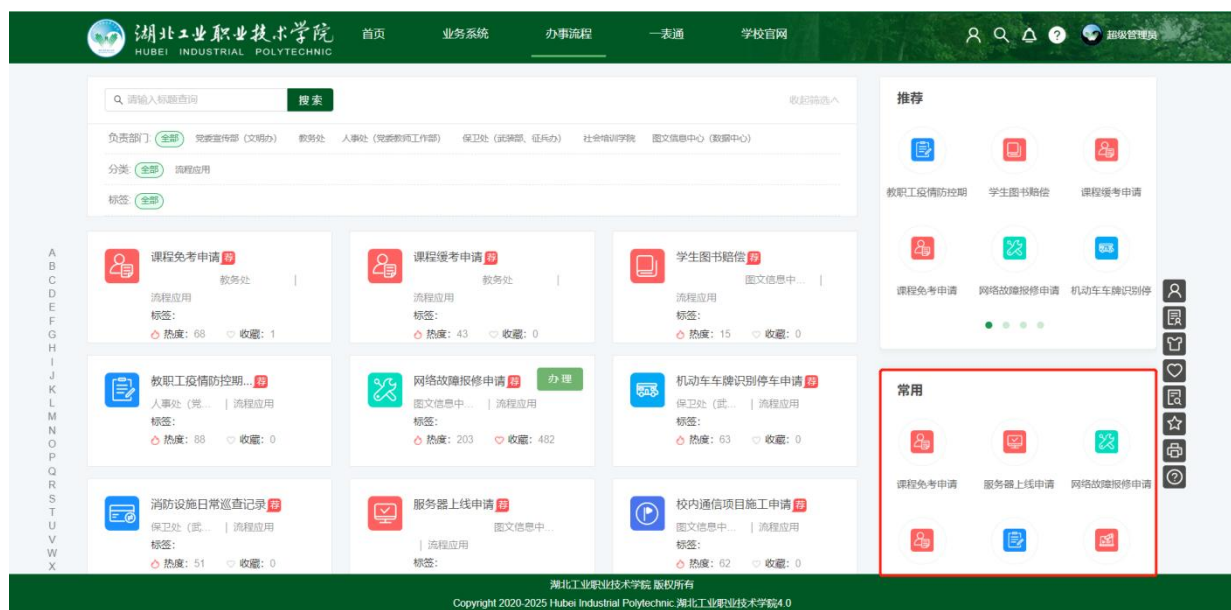 湖北工业职业技术学院
HUBEI INDUSTRIAL POLYTECHNIC
首页 业务系统 办事流程 一表通 学校官网
超级管理员
请输入标题查询 搜索 收起筛选
负责部门: 全部 党委宣传部（文明办） 教务处 人事处（党委教师工作部） 保卫处（武装部、征兵办） 社会培训学院 图文信息中心（数据中心）
分类: 全部 流程应用
标签: 全部
A
B
C
D
E
F
G
H
I
J
K
L
M
N
O
P
Q
R
S
T
U
V
W
X
课程免考申请 荐
教务处 |
流程应用
标签:
热度: 68 收藏: 1
课程缓考申请 荐
教务处 |
流程应用
标签:
热度: 43 收藏: 0
学生图书赔偿 荐
图文信息中... |
流程应用
标签:
热度: 15 收藏: 0
教职工疫情防控期... 荐
人事处（党... | 流程应用
标签:
热度: 88 收藏: 0
网络故障报修申请 荐 办理
图文信息中... | 流程应用
标签:
热度: 203 收藏: 482
机动车车牌识别停车申请 荐
保卫处（武... | 流程应用
标签:
热度: 63 收藏: 0
消防设施日常巡查记录 荐
保卫处（武... | 流程应用
标签:
热度: 51 收藏: 0
服务器上线申请 荐
图文信息中...
| 流程应用
标签:
校内通信项目施工申请 荐
图文信息中... | 流程应用
标签:
热度: 62 收藏: 0
推荐
教职工疫情防控期 学生图书赔偿 课程缓考申请
课程免考申请 网络故障报修申请 机动车车牌识别停
常用
课程免考申请 服务器上线申请 网络故障报修申请
湖北工业职业技术学院 版权所有
Copyright 2020-2025 Hubei Industrial Polytechnic.湖北工业职业技术学院4.0